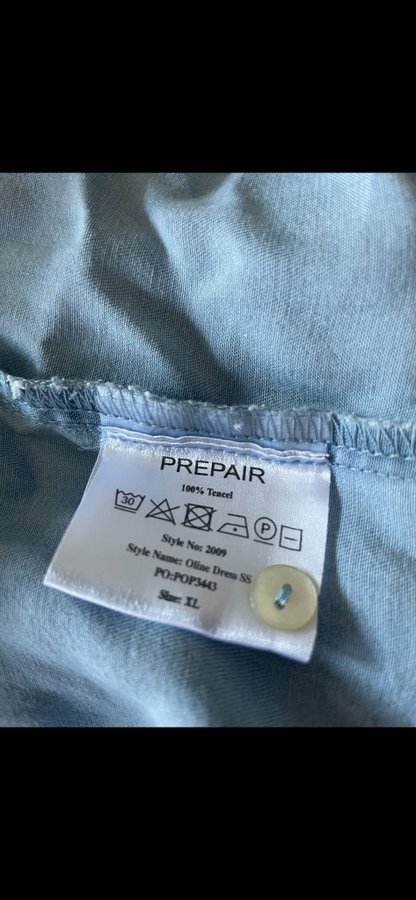 PREPAIR
100% Tencel
30 P
Style No: 2009
Style Name: Oline Dress SS
PO:POP3443
Size: XL